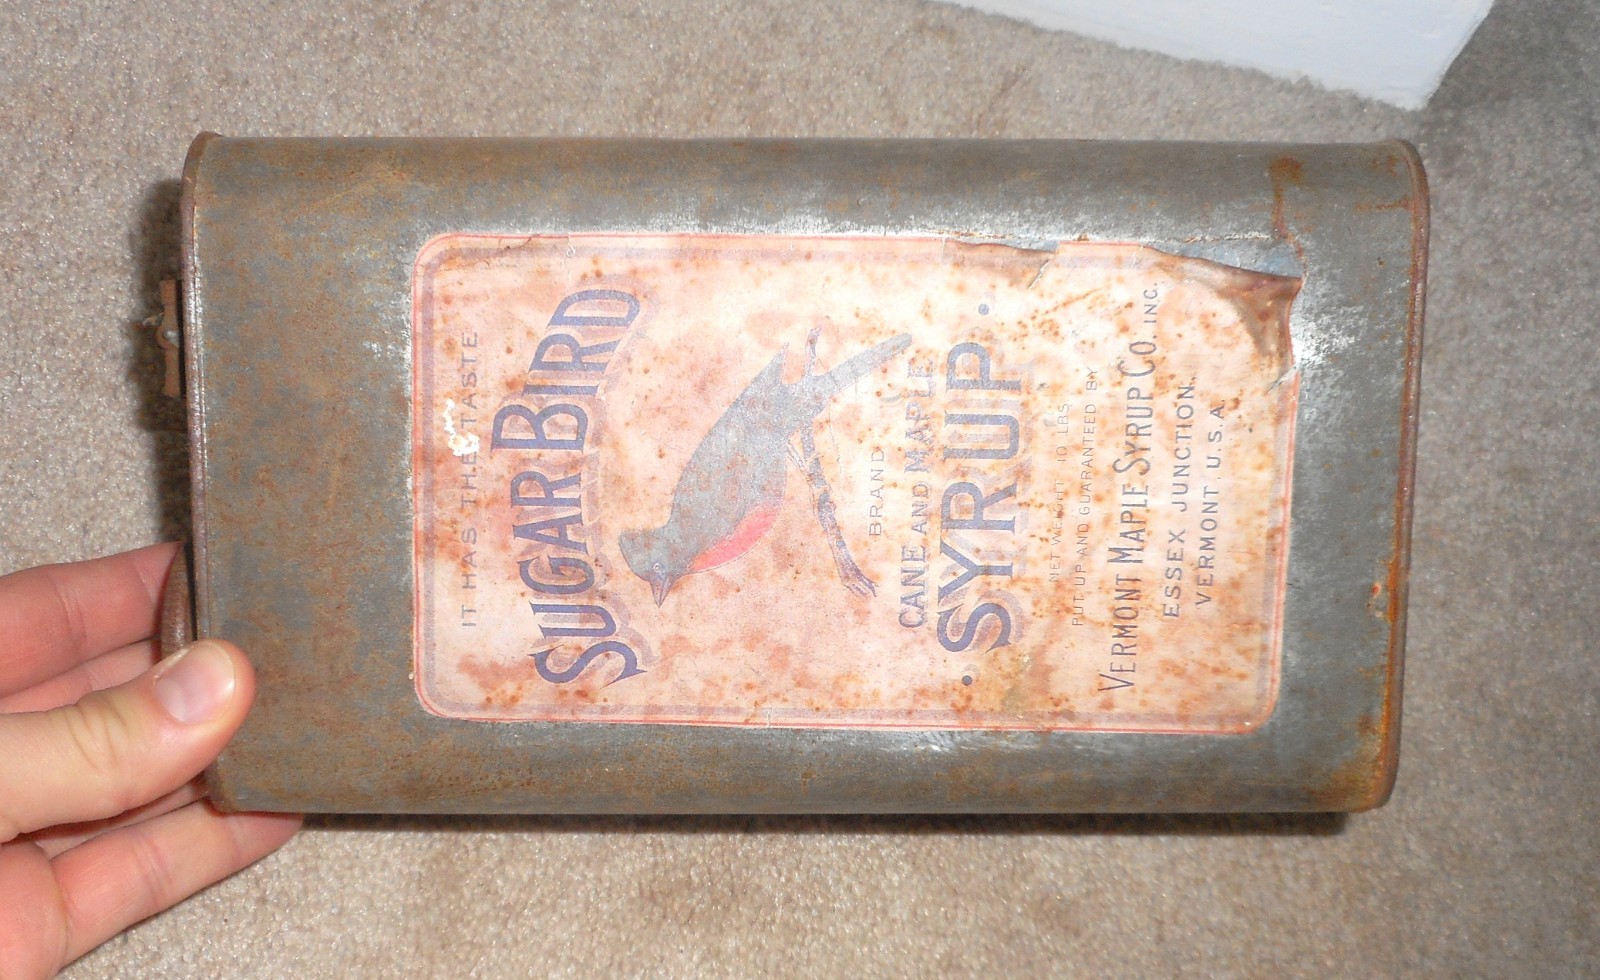 IT HAS THE TASTE
SUGAR BIRD
BRAND
CANE AND MAPLE
SYRUP
NET WEIGHT 10 LBS.
PUT UP AND GUARANTEED BY
VERMONT MAPLE SYRUP CO. INC.
ESSEX JUNCTION.
VERMONT, U.S.A.